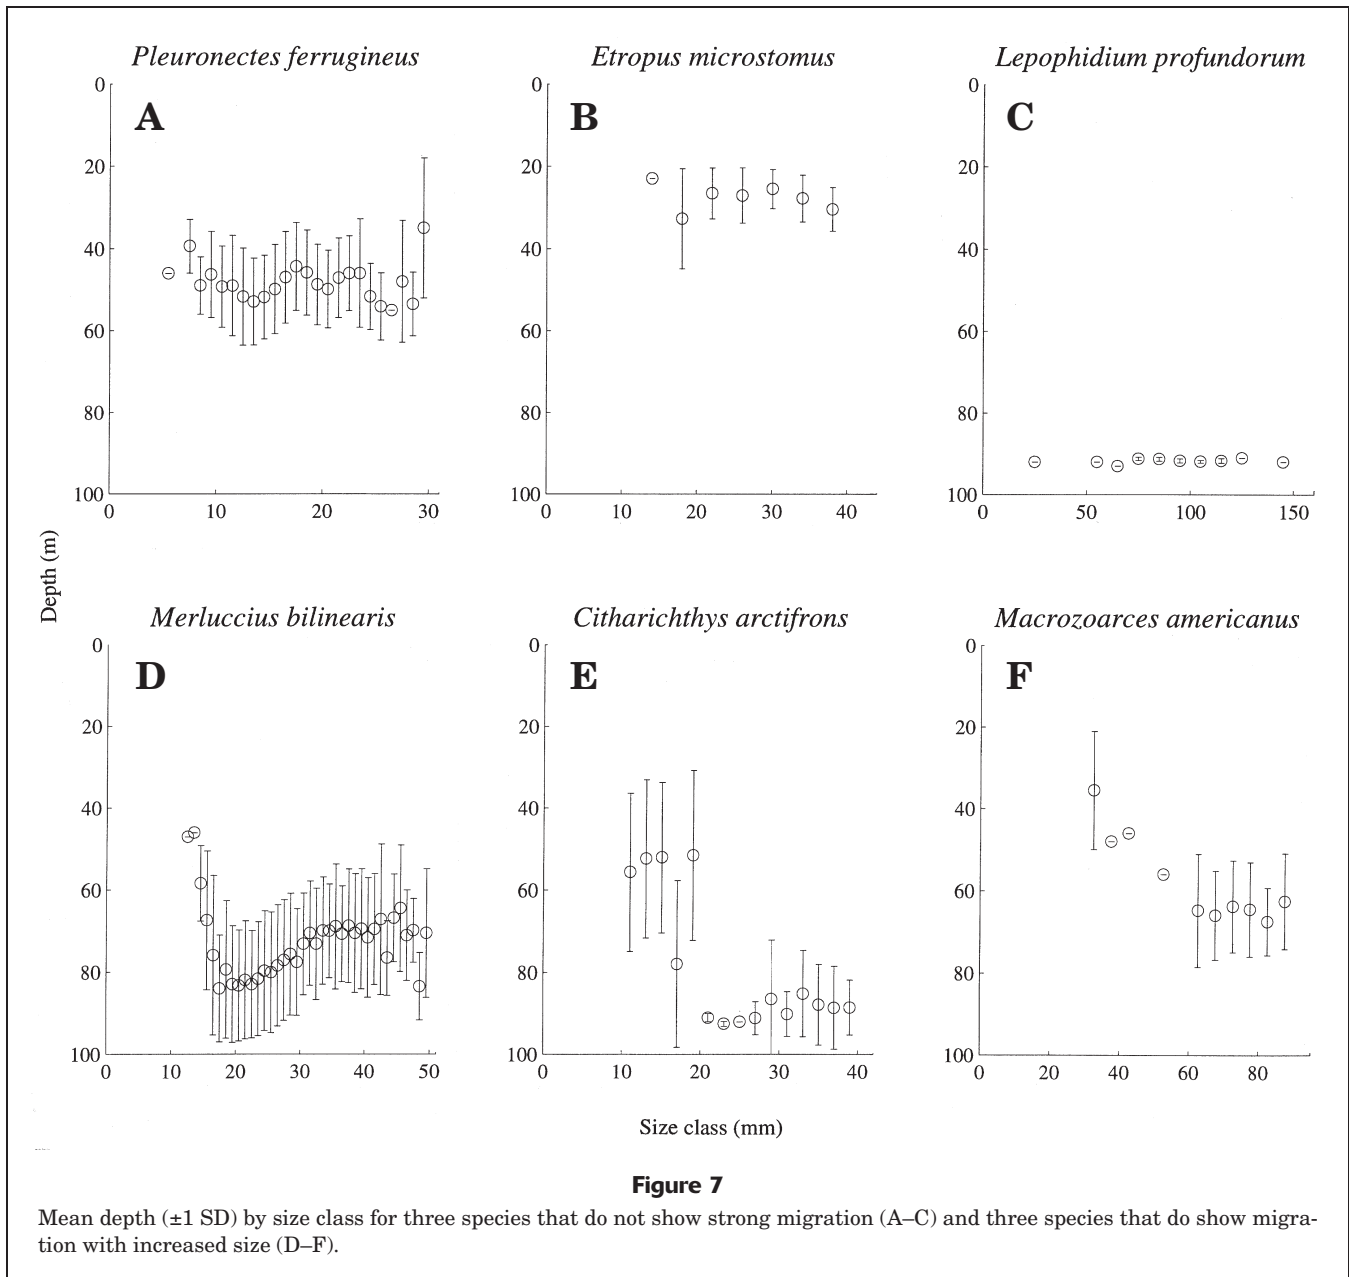 Pleuronectes ferrugineus
Etropus microstomus
Lepophidium profundorum
A
B
C
0
20
40
60
80
100
0 10 20 30
0
20
40
60
80
100
0 10 20 30 40
0
20
40
60
80
100
0 50 100 150
Depth (m)
Merluccius bilinearis
Citharichthys arctifrons
Macrozoarces americanus
D
E
F
0
20
40
60
80
100
0 10 20 30 40 50
0
20
40
60
80
100
0 10 20 30 40
0
20
40
60
80
100
0 20 40 60 80
Size class (mm)
Figure 7
Mean depth (±1 SD) by size class for three species that do not show strong migration (A–C) and three species that do show migra-
tion with increased size (D–F).